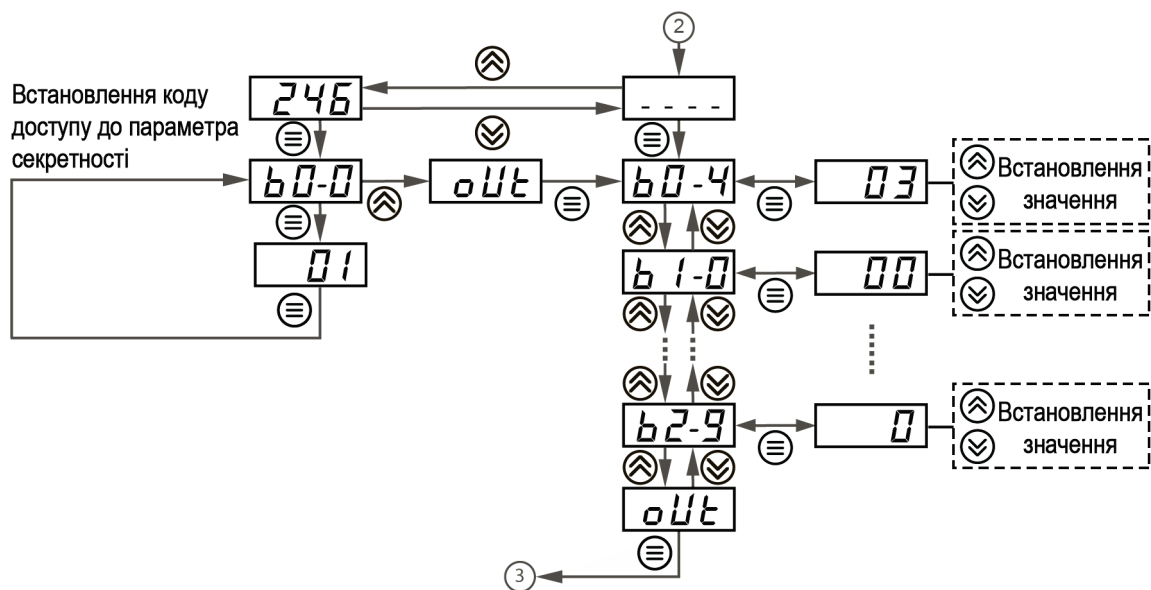 2
246
- - - -
Встановлення коду
доступу до параметра
секретності
b0-0
oUt
b0-4
03
Встановлення
значення
01
b1-0
00
Встановлення
значення
b2-9
0
Встановлення
значення
oUt
3